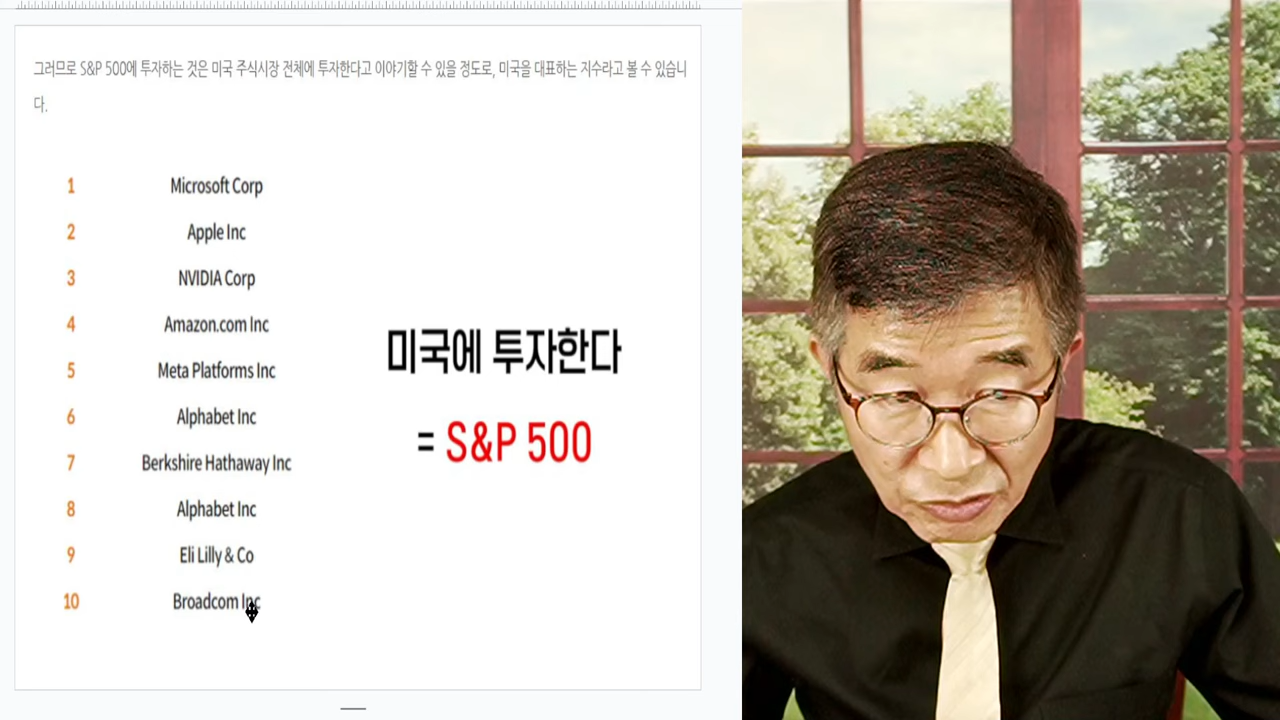 그러므로 S&P 500에 투자하는 것은 미국 주식시장 전체에 투자한다고 이야기할 수 있을 정도로, 미국을 대표하는 지수라고 볼 수 있습니
다.
1 Microsoft Corp
2 Apple Inc
3 NVIDIA Corp
4 Amazon.com Inc
5 Meta Platforms Inc
6 Alphabet Inc
7 Berkshire Hathaway Inc
8 Alphabet Inc
9 Eli Lilly & Co
10 Broadcom Inc
미국에 투자한다
= S&P 500